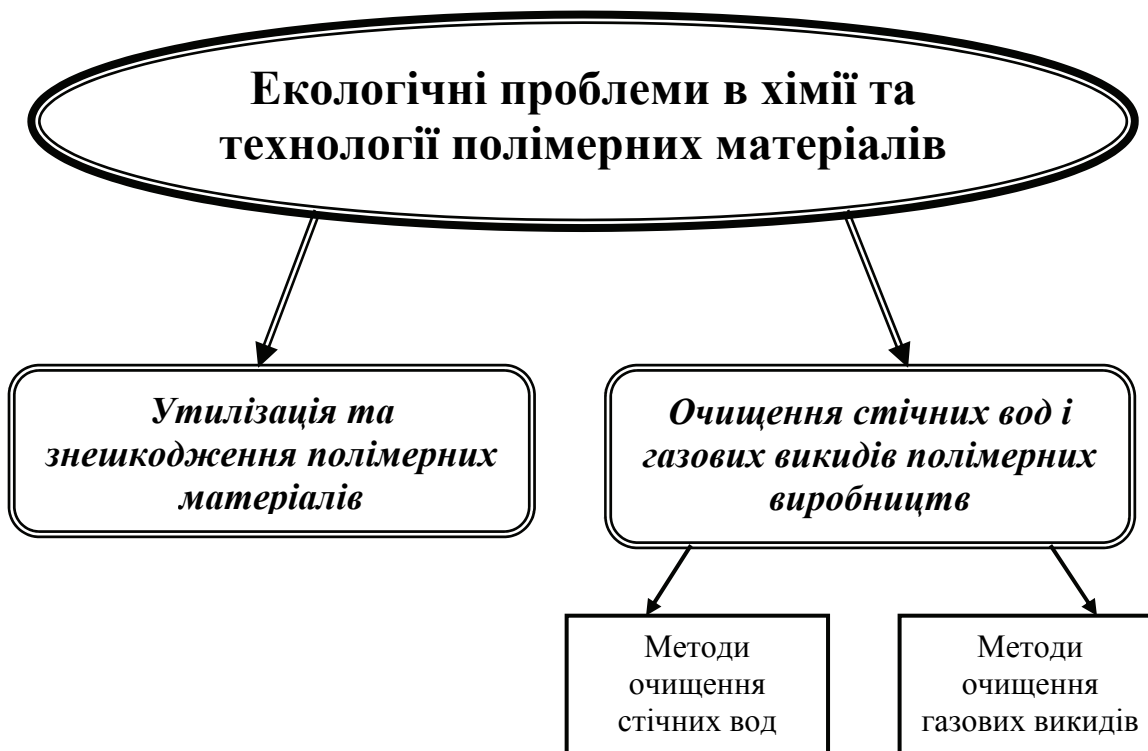 Екологічні проблеми в хімії та
технології полімерних матеріалів
Утилізація та
знешкодження полімерних
матеріалів
Очищення стічних вод і
газових викидів полімерних
виробництв
Методи
очищення
стічних вод
Методи
очищення
газових викидів